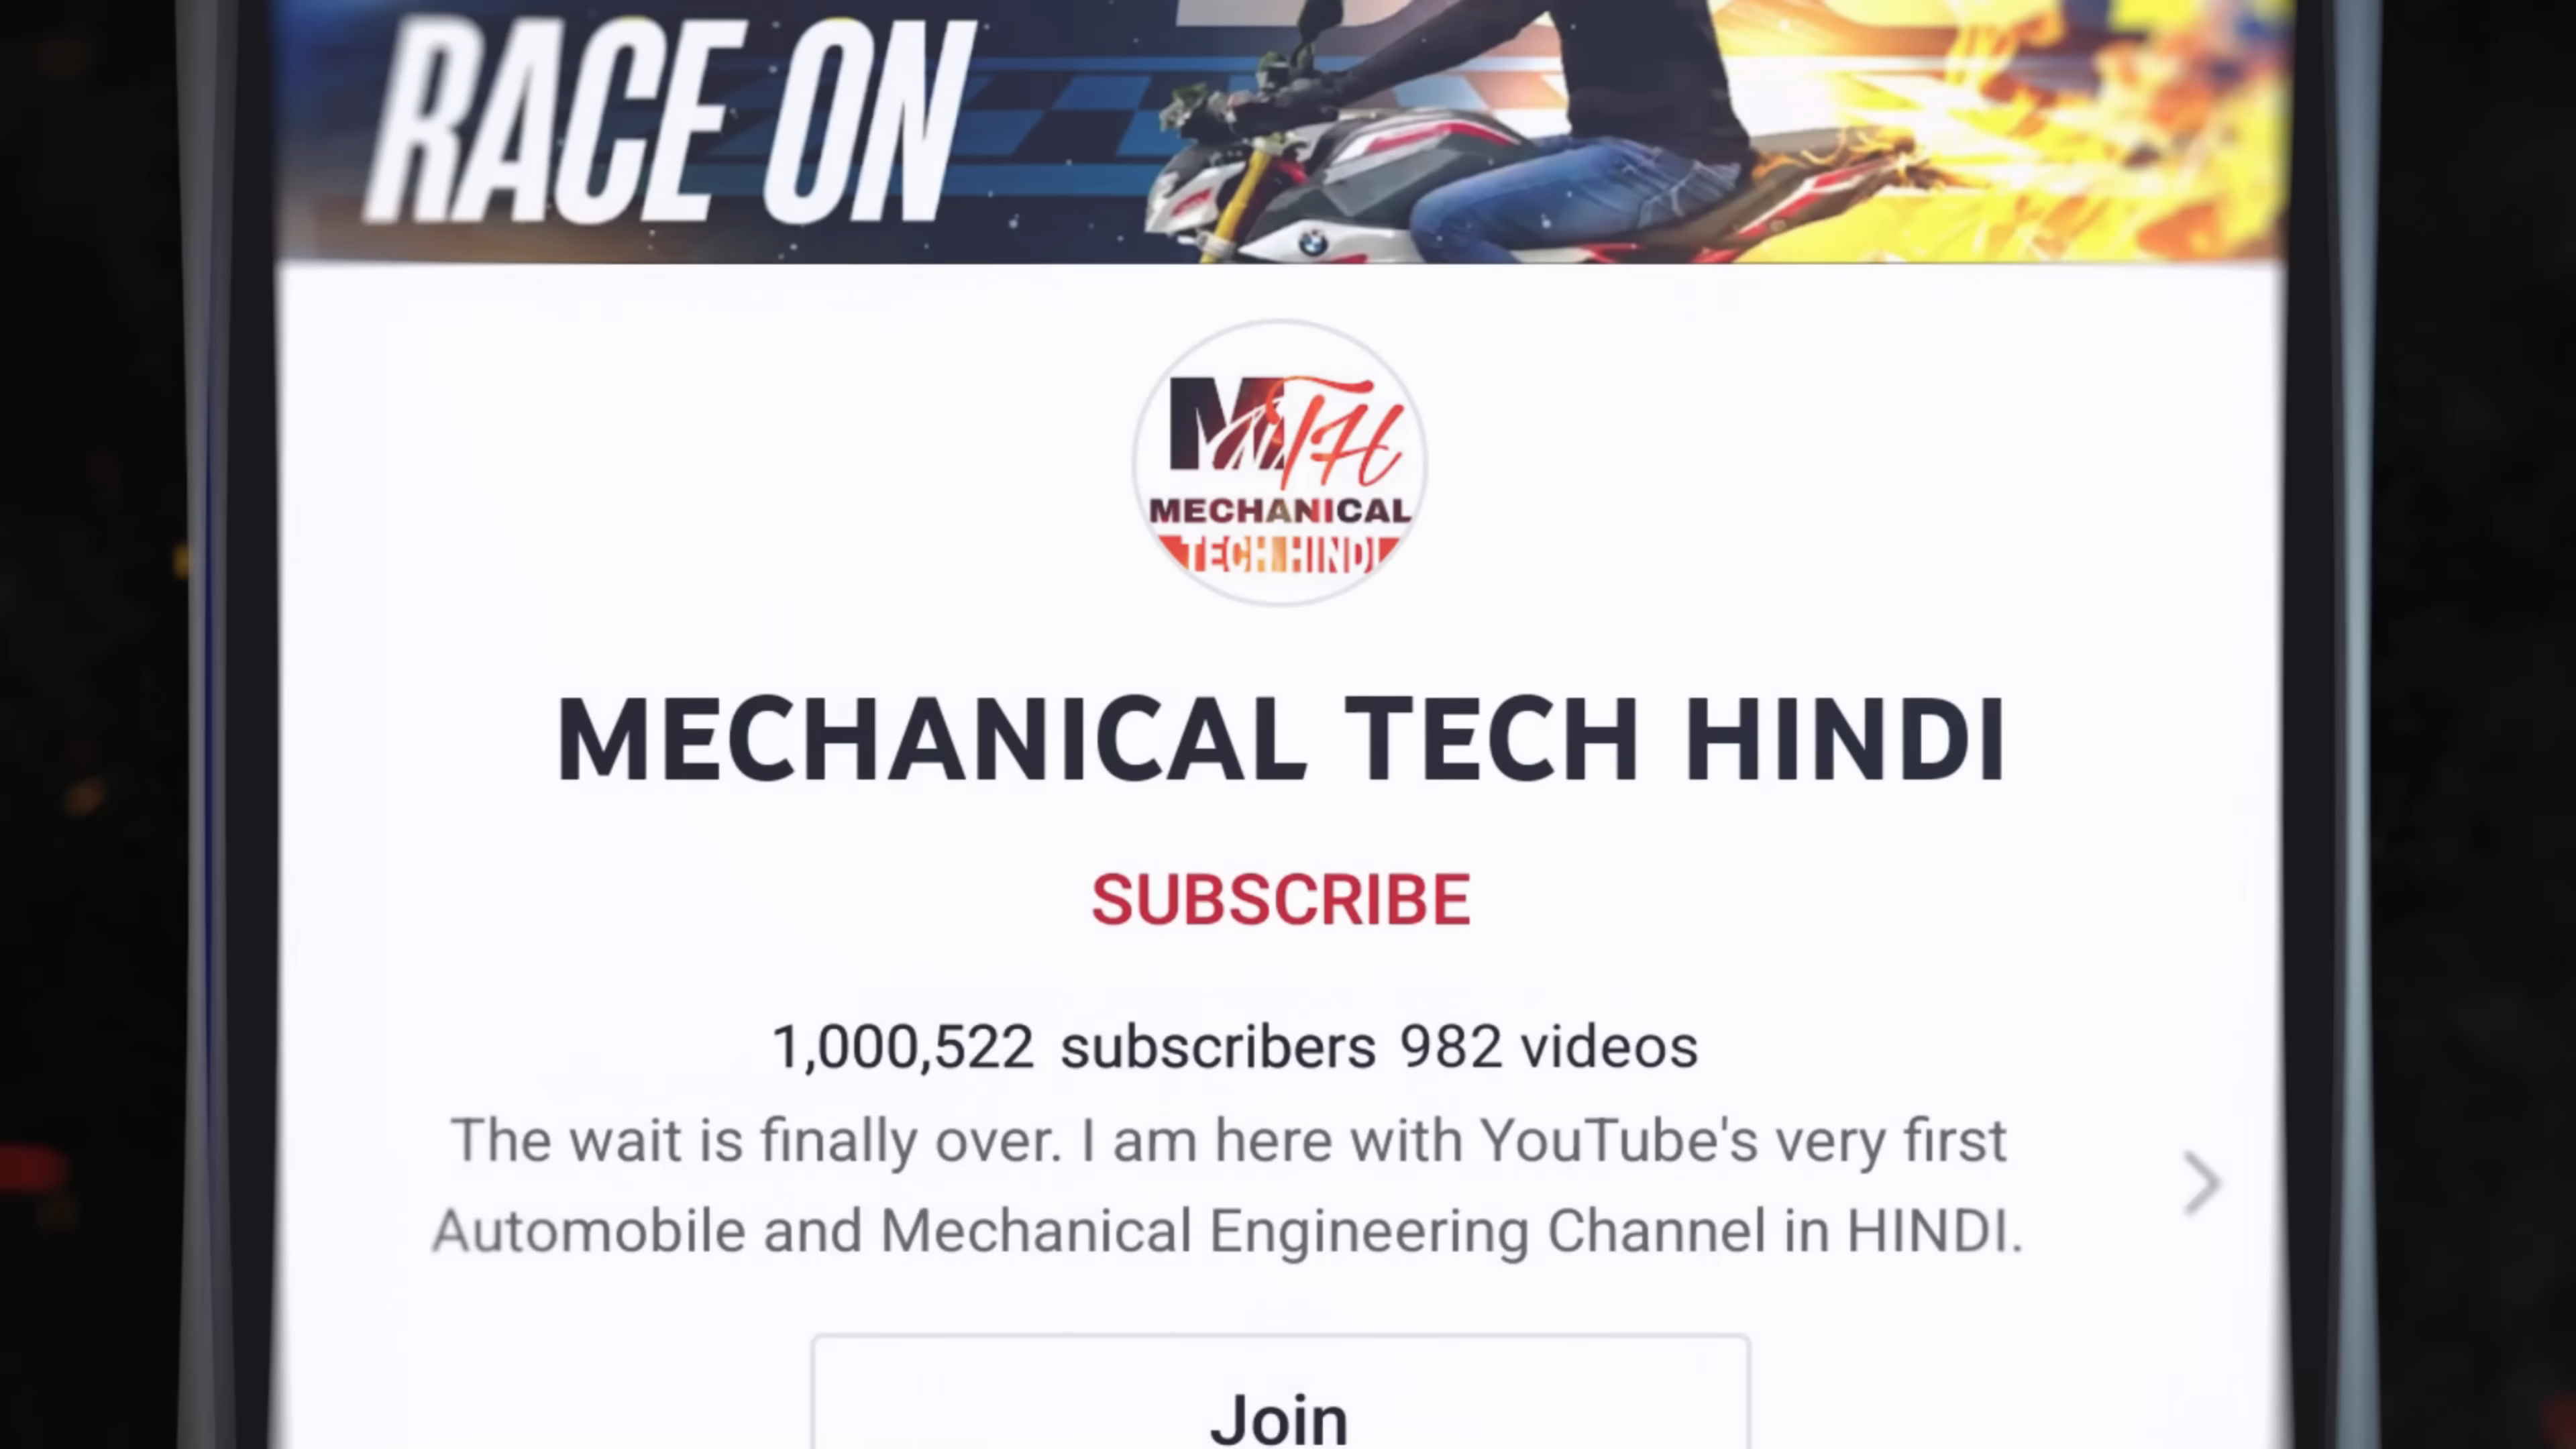 RACE ON
MTH
MECHANICAL
TECH HINDI
MECHANICAL TECH HINDI
SUBSCRIBE
1,000,522 subscribers 982 videos
The wait is finally over. I am here with YouTube's very first
Automobile and Mechanical Engineering Channel in HINDI.
Join